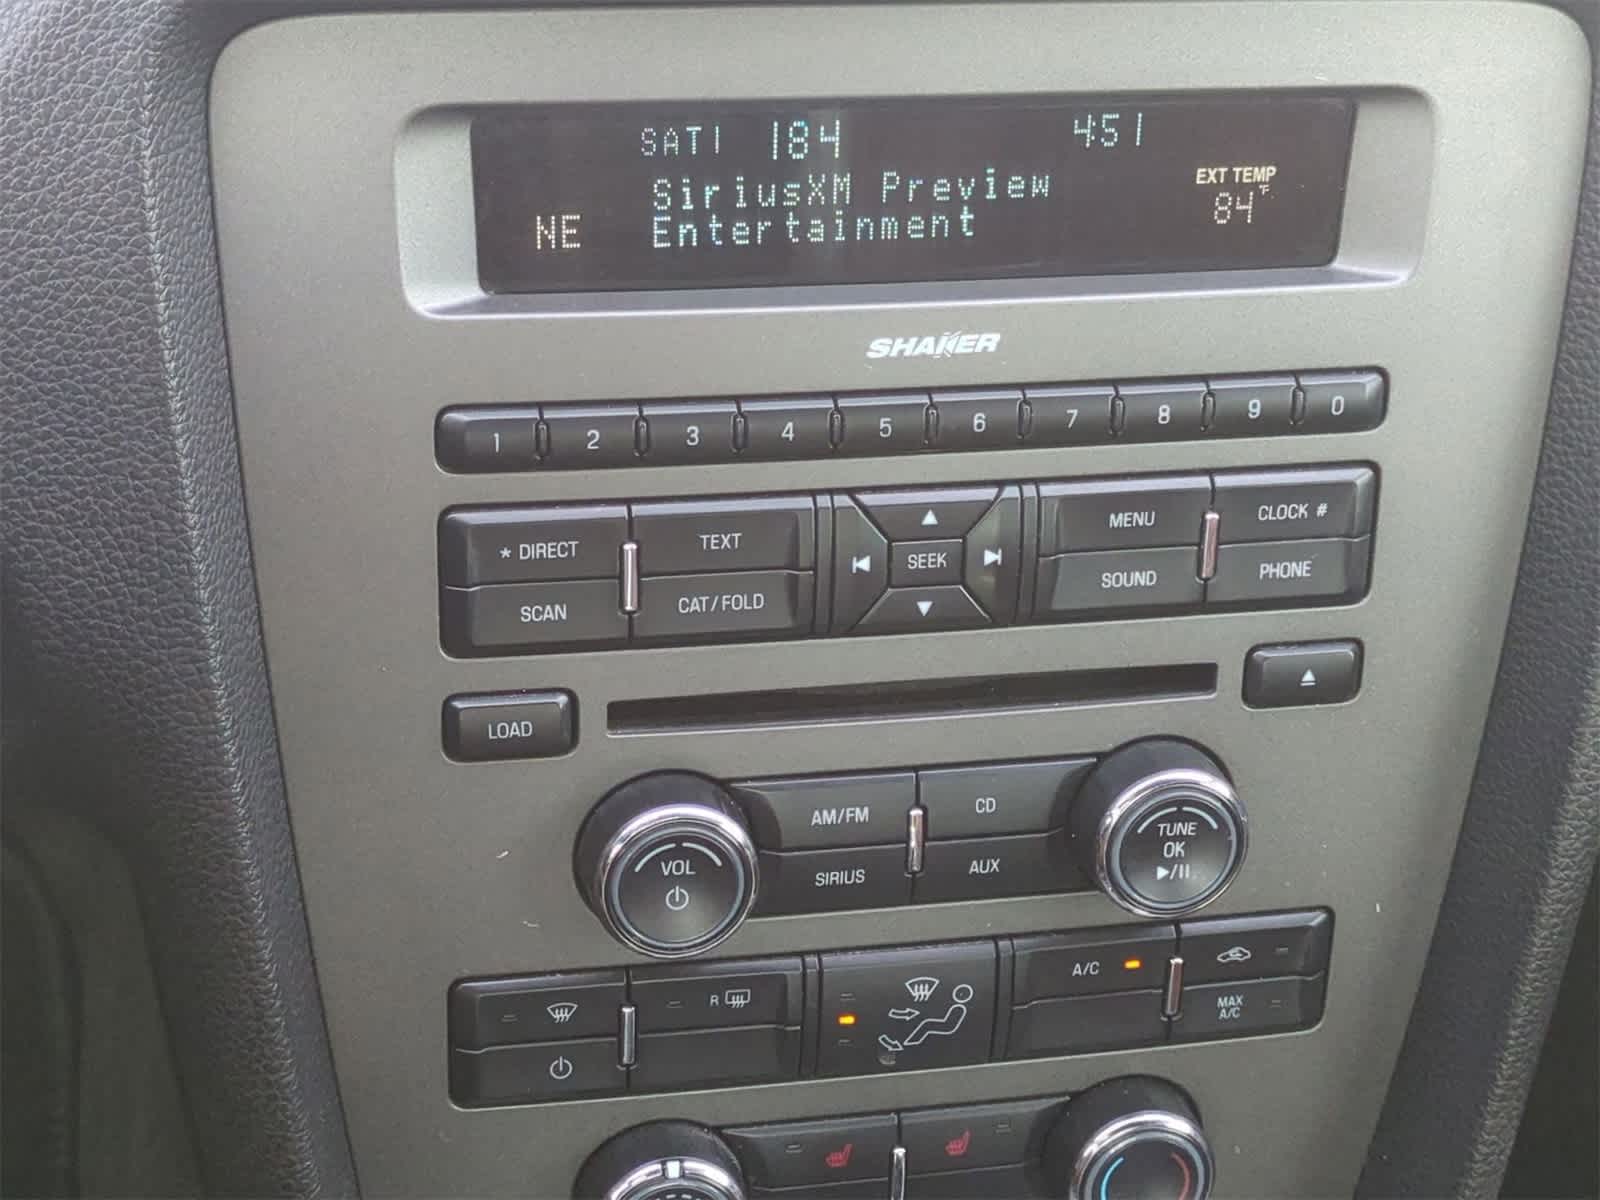 SAT1 184 4:51
SiriusXM Preview
EXT TEMP
NE Entertainment 84°F
SHAKER
1 2 3 4 5 6 7 8 9 0
* DIRECT TEXT MENU CLOCK #
SEEK
SCAN CAT/FOLD SOUND PHONE
LOAD
AM/FM CD
VOL SIRIUS AUX TUNE
OK
R A/C
MAX
A/C